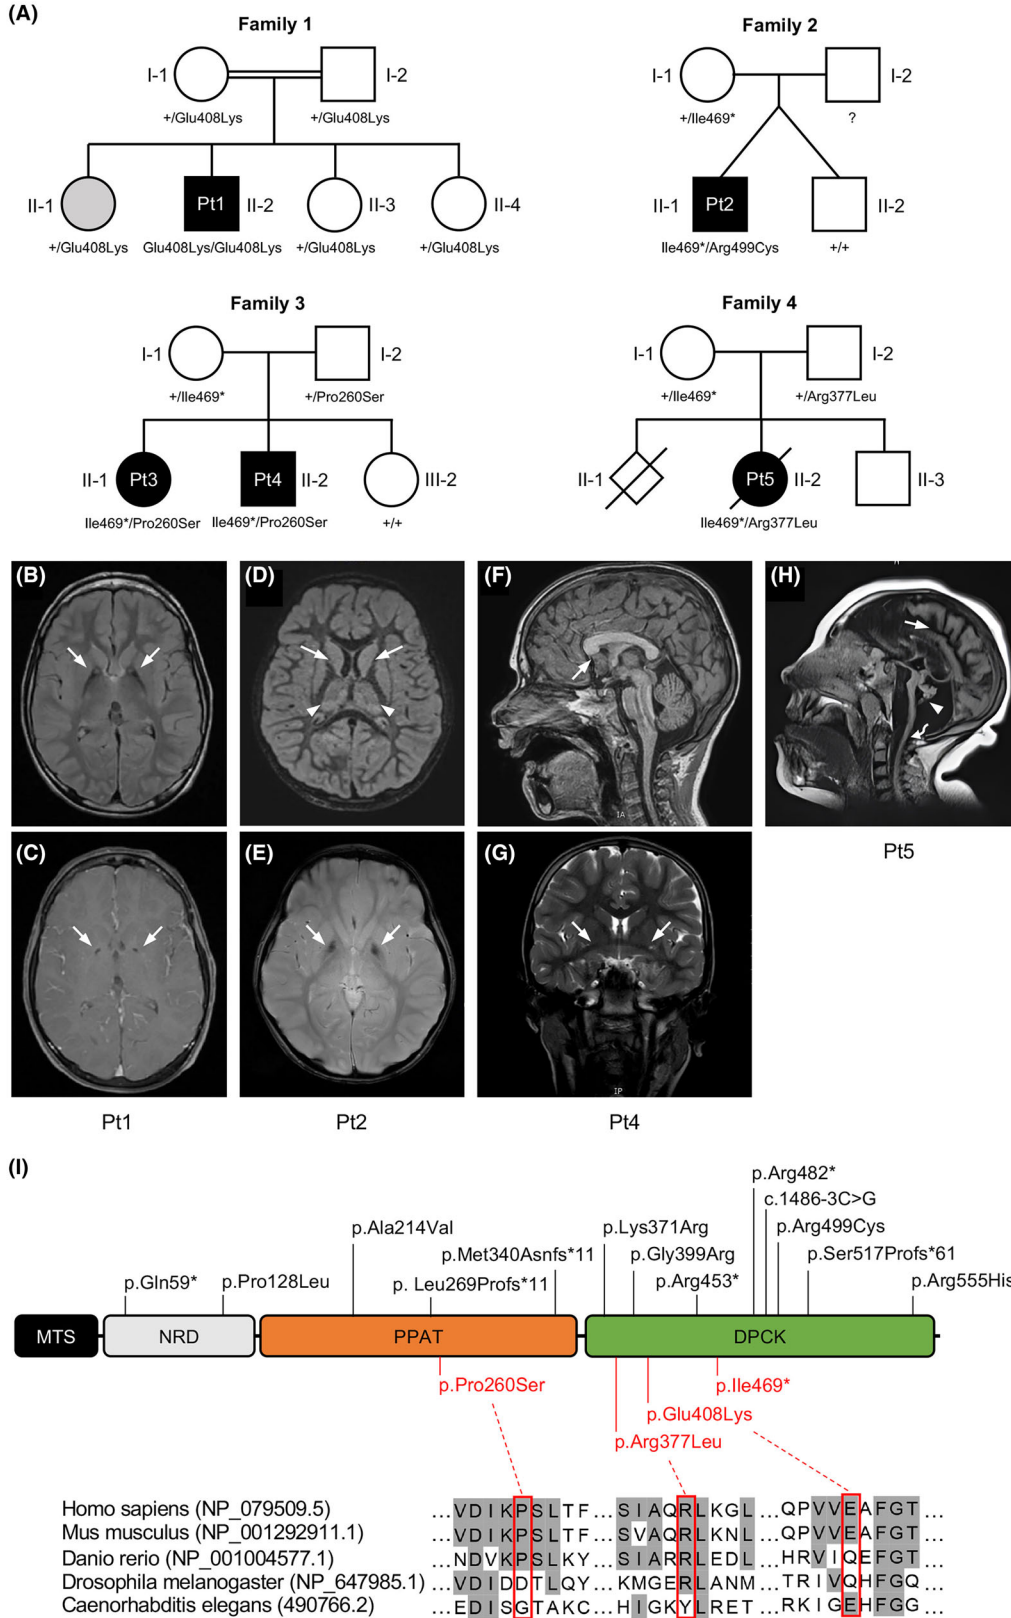 (A)
Family 1
I-1
I-2
+/Glu408Lys
+/Glu408Lys
II-1
Pt1
II-2
II-3
II-4
+/Glu408Lys
Glu408Lys/Glu408Lys
+/Glu408Lys
+/Glu408Lys
Family 2
I-1
I-2
+/Ile469*
?
II-1
Pt2
II-2
Ile469*/Arg499Cys
+/+
Family 3
I-1
I-2
+/Ile469*
+/Pro260Ser
II-1
Pt3
Pt4
II-2
III-2
Ile469*/Pro260Ser
Ile469*/Pro260Ser
+/+
Family 4
I-1
I-2
+/Ile469*
+/Arg377Leu
II-1
Pt5
II-2
II-3
Ile469*/Arg377Leu
(B)
(D)
(F)
(H)
IA
(C)
(E)
(G)
Pt5
IP
Pt1
Pt2
Pt4
(I)
p.Arg482*
c.1486-3C>G
p.Ala214Val
p.Lys371Arg
p.Arg499Cys
p.Met340Asnfs*11
p.Gly399Arg
p.Ser517Profs*61
p.Gln59*
p.Pro128Leu
p. Leu269Profs*11
p.Arg453*
p.Arg555His
MTS
NRD
PPAT
DPCK
p.Pro260Ser
p.Ile469*
p.Glu408Lys
p.Arg377Leu
Homo sapiens (NP_079509.5) ...VDIKPSLTF...SIAQRLKGL...QPVVEAFGT...
Mus musculus (NP_001292911.1) ...VDIKPSLTF...SVAQRLKNL...QPVVEAFGT...
Danio rerio (NP_001004577.1) ...NDVKPSLKY...SIARRLEDL...HRVIQEFGT...
Drosophila melanogaster (NP_647985.1) ...VDIDDTLQY...KMGERLANM...TRIVQHFGQ...
Caenorhabditis elegans (490766.2) ...EDISGTAKC...HIGKYLRET...RKIGEHFGG...